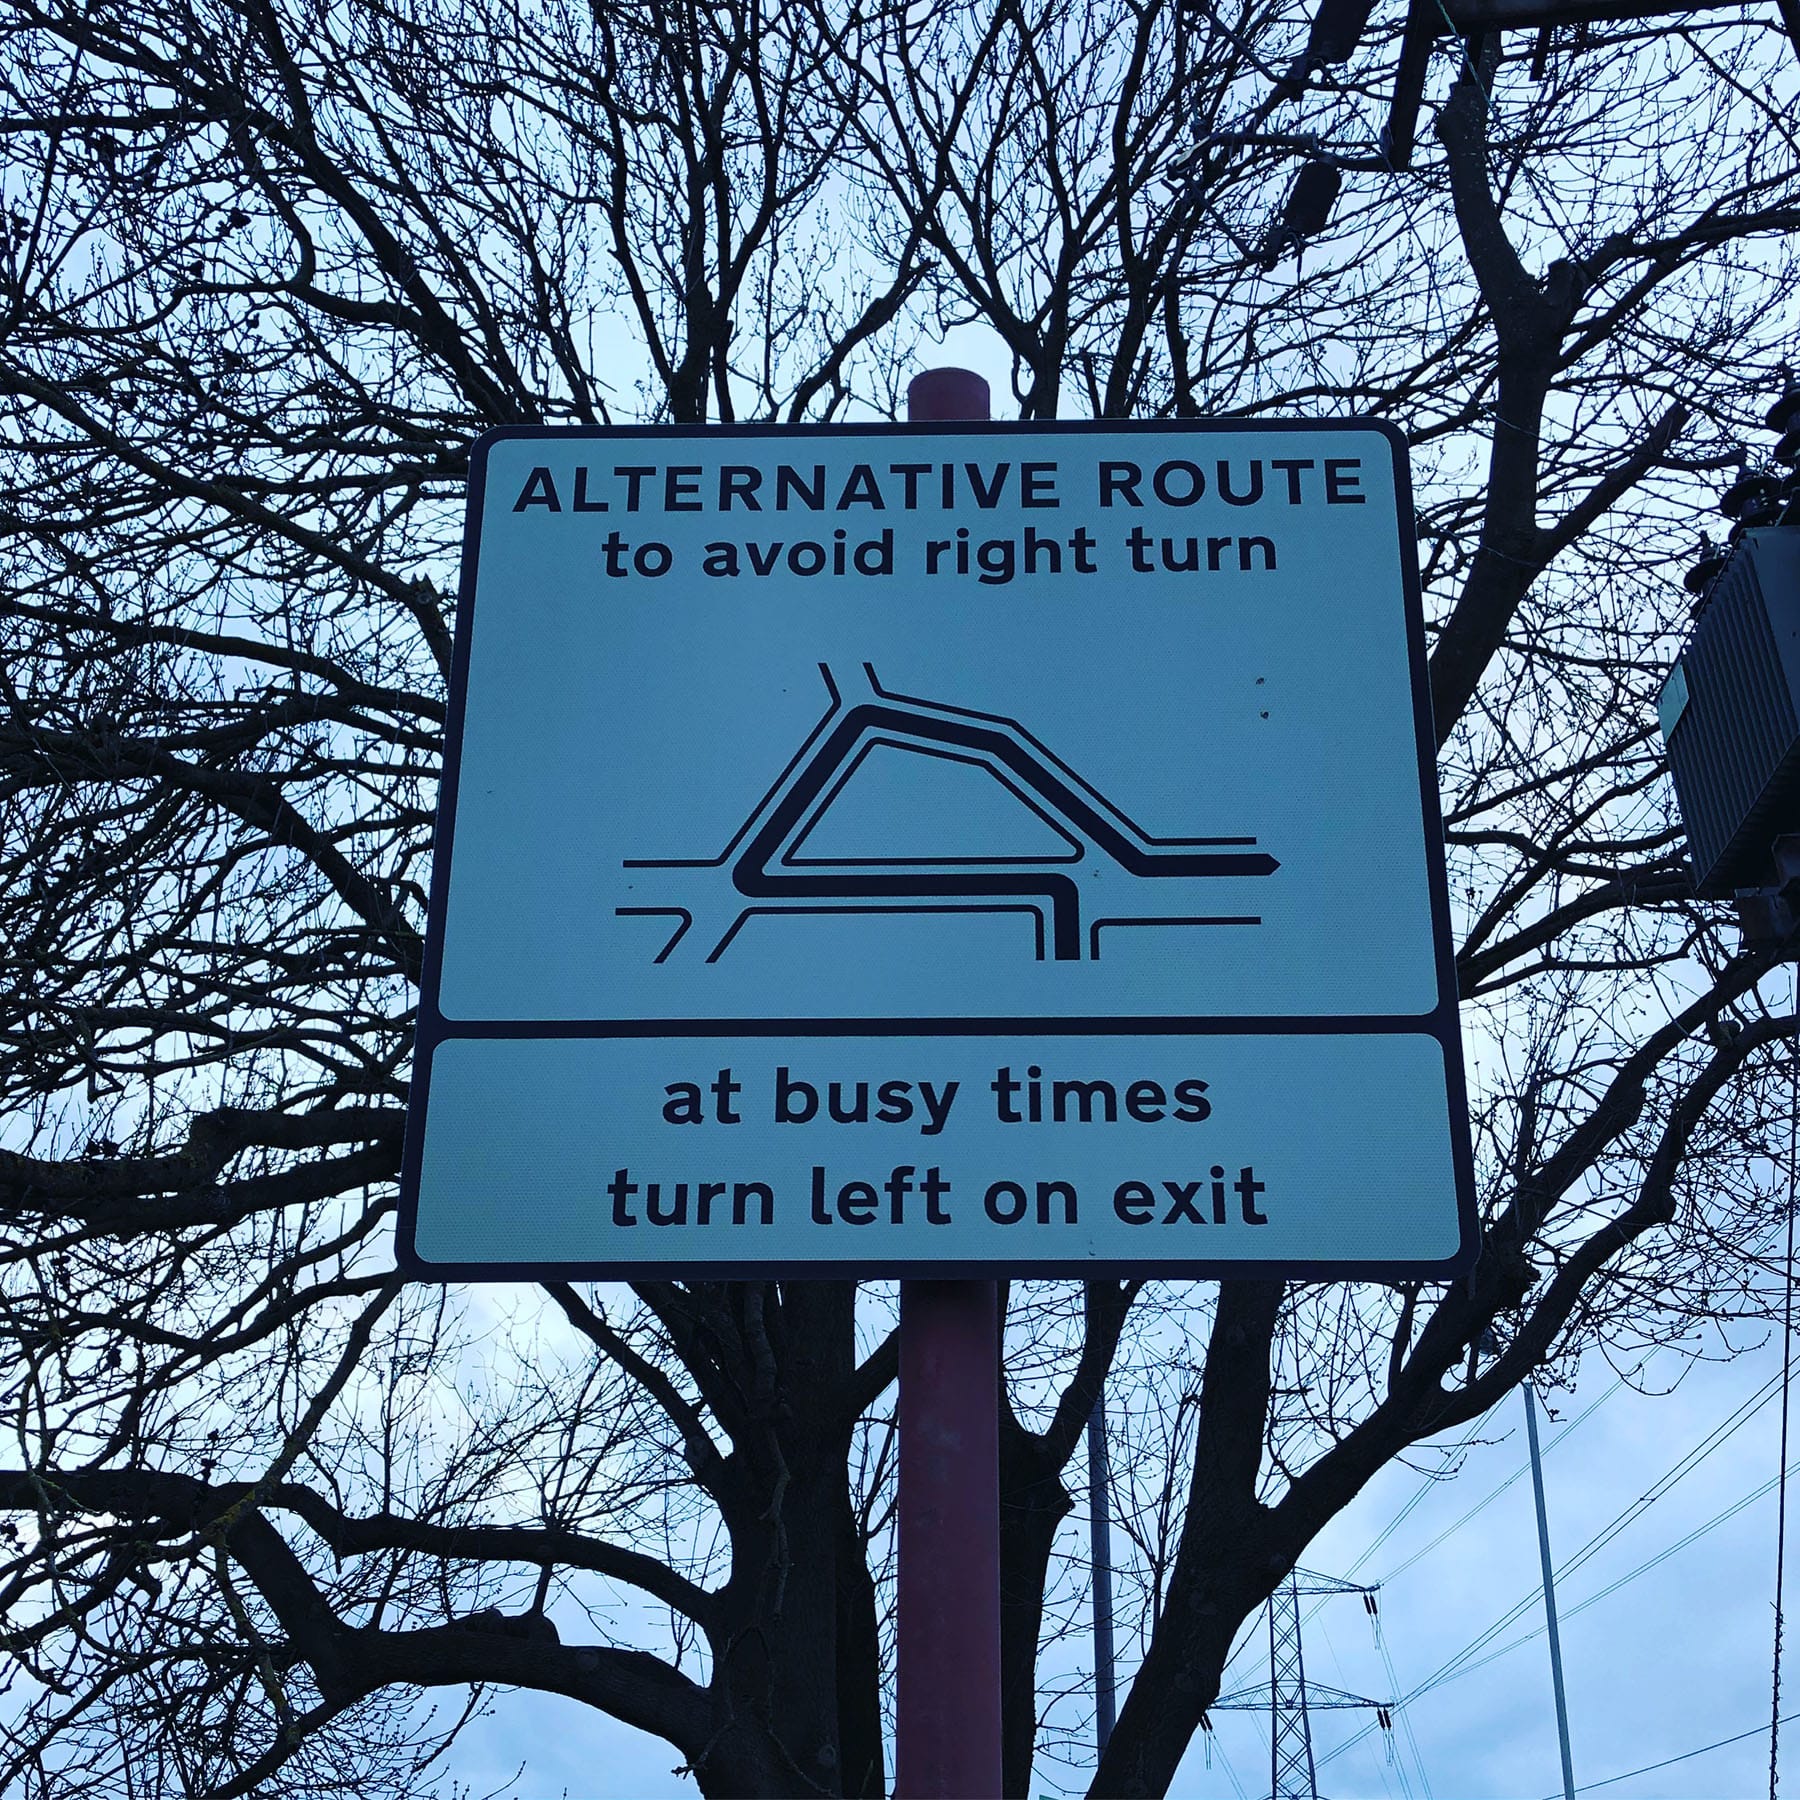 ALTERNATIVE ROUTE
to avoid right turn
at busy times
turn left on exit